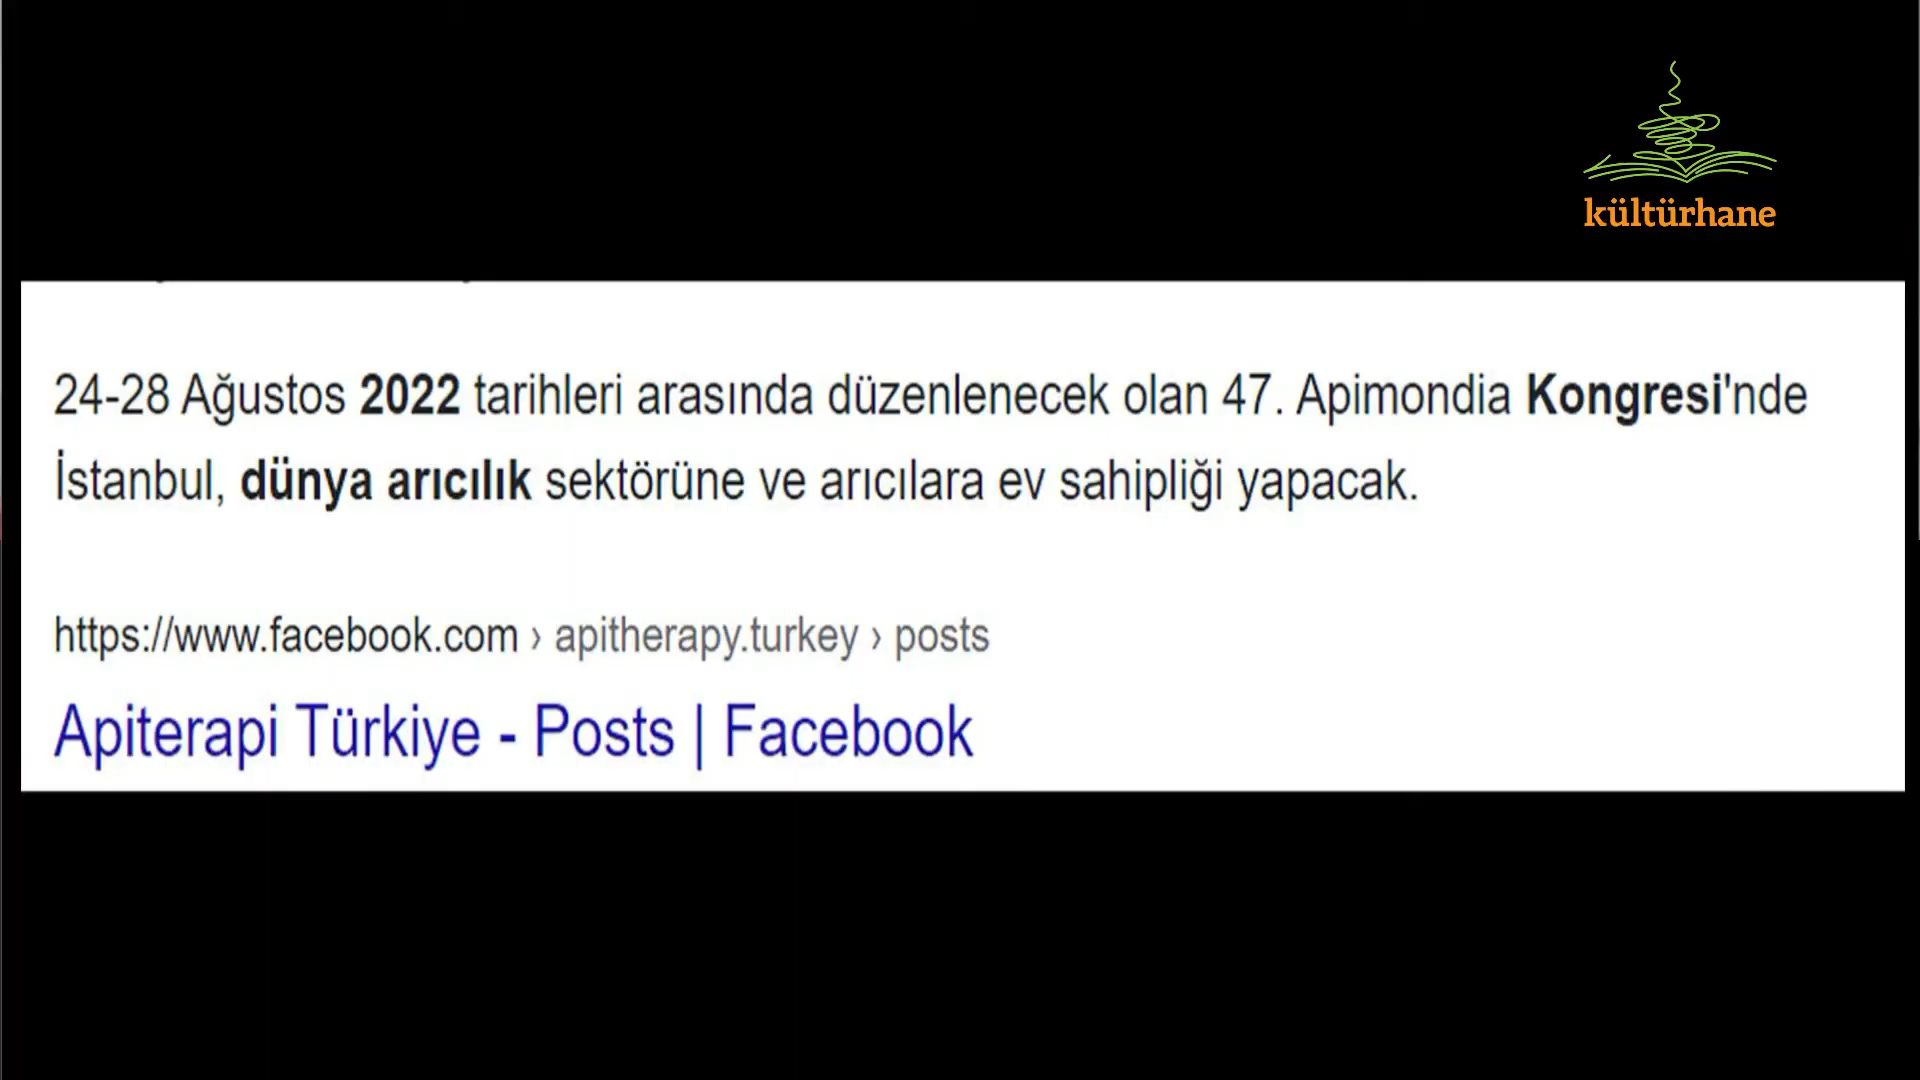 kültürhane
24-28 Ağustos 2022 tarihleri arasında düzenlenecek olan 47. Apimondia Kongresi'nde
İstanbul, dünya arıcılık sektörüne ve arıcılara ev sahipliği yapacak.
https://www.facebook.com › apitherapy.turkey › posts
Apiterapi Türkiye - Posts | Facebook